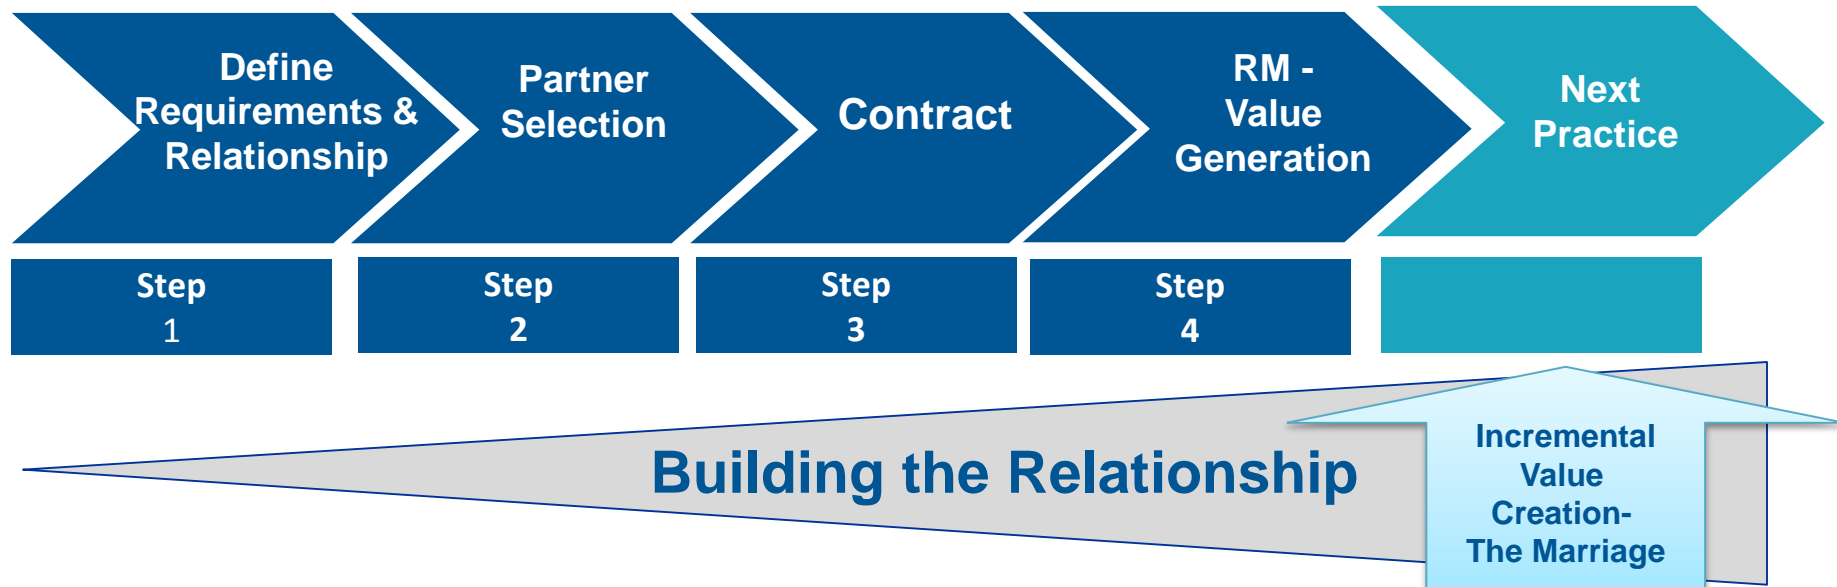 Define
Requirements &
Relationship
Partner
Selection
Contract
RM -
Value
Generation
Next
Practice
Step
1
Step
2
Step
3
Step
4
Building the Relationship
Incremental
Value
Creation-
The Marriage